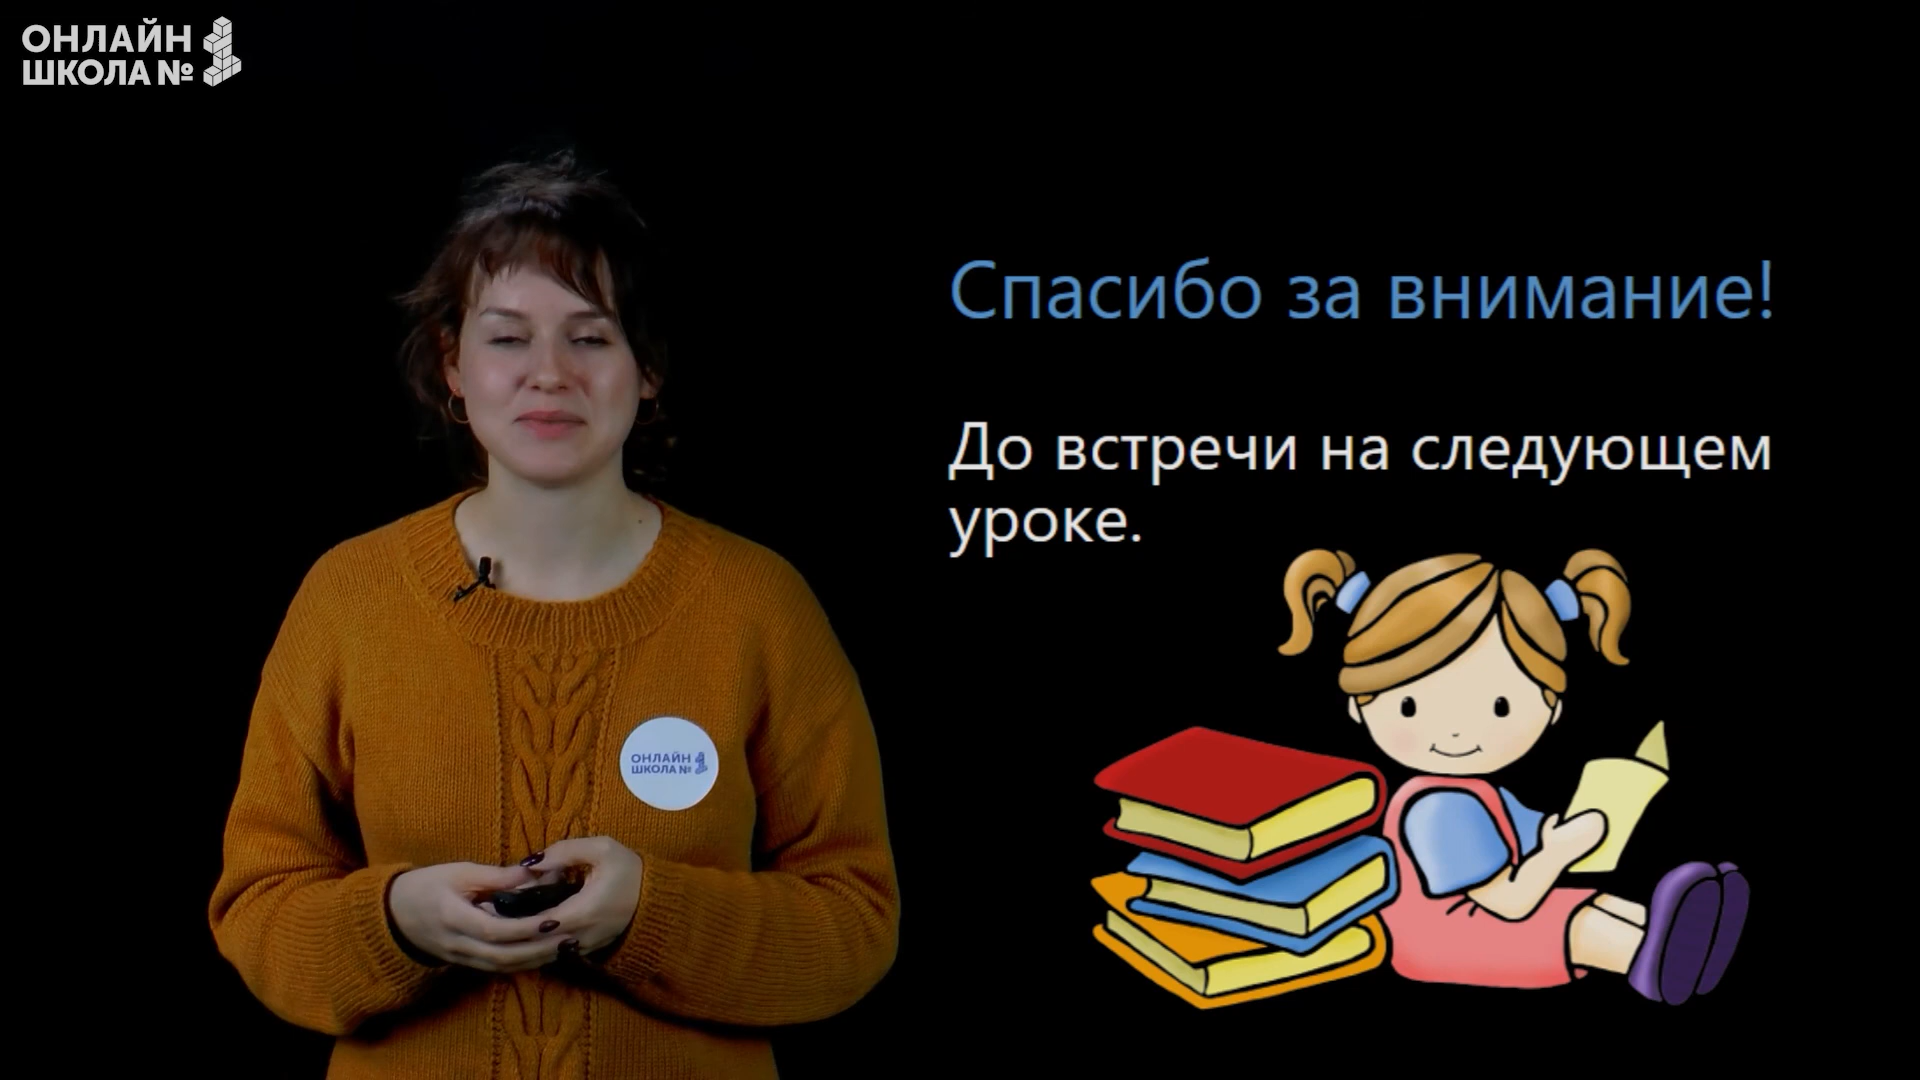 ОНЛАЙН
ШКОЛА №
Спасибо за внимание!
До встречи на следующем
уроке.
ОНЛАЙН
ШКОЛА №